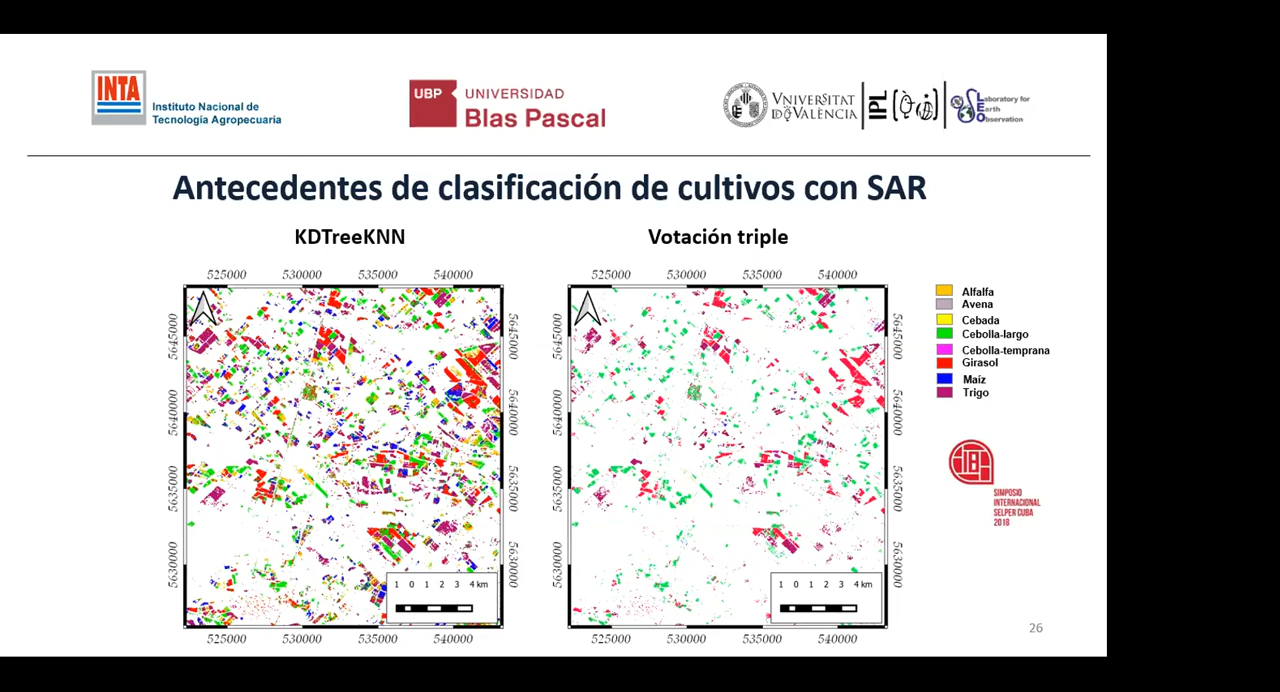 INTA
Instituto Nacional de
Tecnología Agropecuaria
UBP
UNIVERSIDAD
Blas Pascal
VNIVERSITAT
DE VALÈNCIA
IPL
Laboratory for
Earth
Observation
Antecedentes de clasificación de cultivos con SAR
KDTreeKNN
Votación triple
525000 530000 535000 540000
525000 530000 535000 540000
5645000 5645000
5640000 5640000
5635000 5635000
5630000 5630000
1 0 1 2 3 4 km
525000 530000 535000 540000
5645000 5645000
5640000 5640000
5635000 5635000
5630000 5630000
1 0 1 2 3 4 km
525000 530000 535000 540000
Alfalfa
Avena
Cebada
Cebolla-largo
Cebolla-temprana
Girasol
Maíz
Trigo
SIMPOSIO
INTERNACIONAL
SELPER CUBA
2018
26